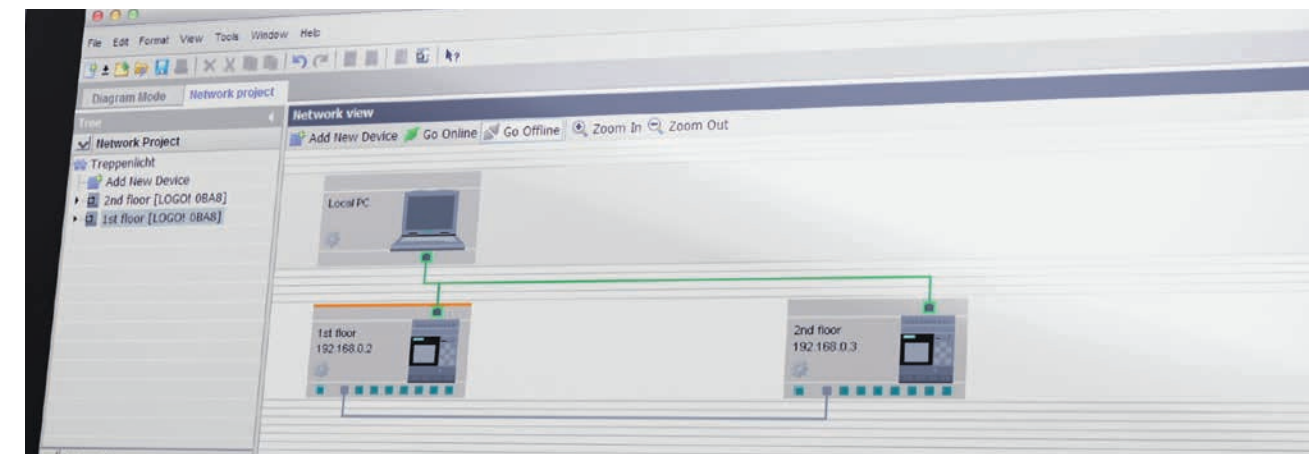 File Edit Format View Tools Window Help
Diagram Mode Network project
Tree
Network Project
Treppenlicht
Add New Device
2nd floor [LOGO! 0BA8]
1st floor [LOGO! 0BA8]
Network view
Add New Device Go Online Go Offline Zoom In Zoom Out
Local PC
1st floor
192.168.0.2
2nd floor
192.168.0.3